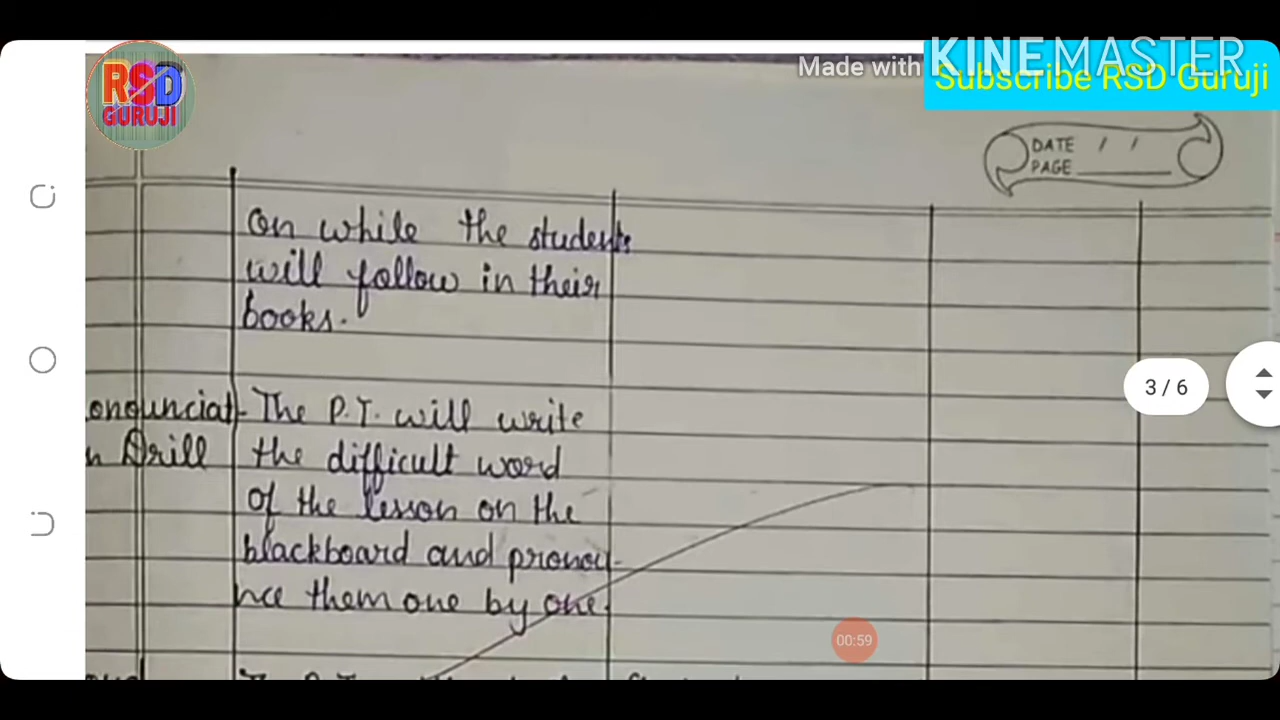 RSD
GURUJI
Made with KINEMASTER
Subscribe RSD Guruji
DATE / /
PAGE
on while the students
will follow in their
books.
onounciat-
n Drill
The P.T. will write
the difficult word
of the lesson on the
blackboard and pronou-
nce them one by one.
3 / 6
00:59